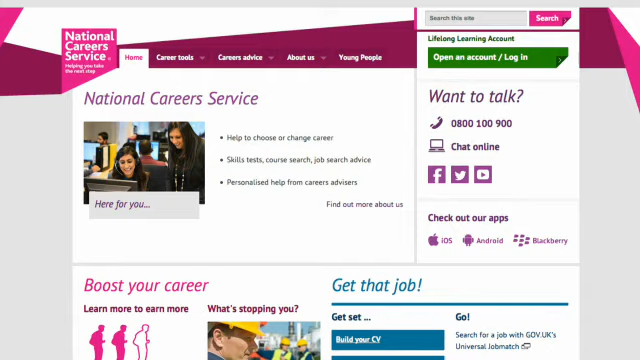 National
Careers
Service
Helping you take
the next step
Home
Career tools
Careers advice
About us
Young People
Search this site
Search
Lifelong Learning Account
Open an account / Log in
National Careers Service
Here for you...
• Help to choose or change career
• Skills tests, course search, job search advice
• Personalised help from careers advisers
Find out more about us
Want to talk?
0800 100 900
Chat online
Check out our apps
iOS
Android
Blackberry
Boost your career
Learn more to earn more
What's stopping you?
Get that job!
Get set ...
Build your CV
Go!
Search for a job with GOV.UK's
Universal Jobmatch